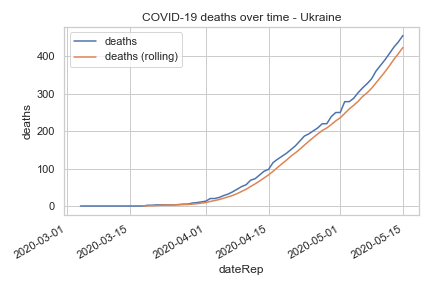 COVID-19 deaths over time - Ukraine
deaths
deaths (rolling)
deaths
400
300
200
100
0
2020-03-01
2020-03-15
2020-04-01
2020-04-15
2020-05-01
2020-05-15
dateRep